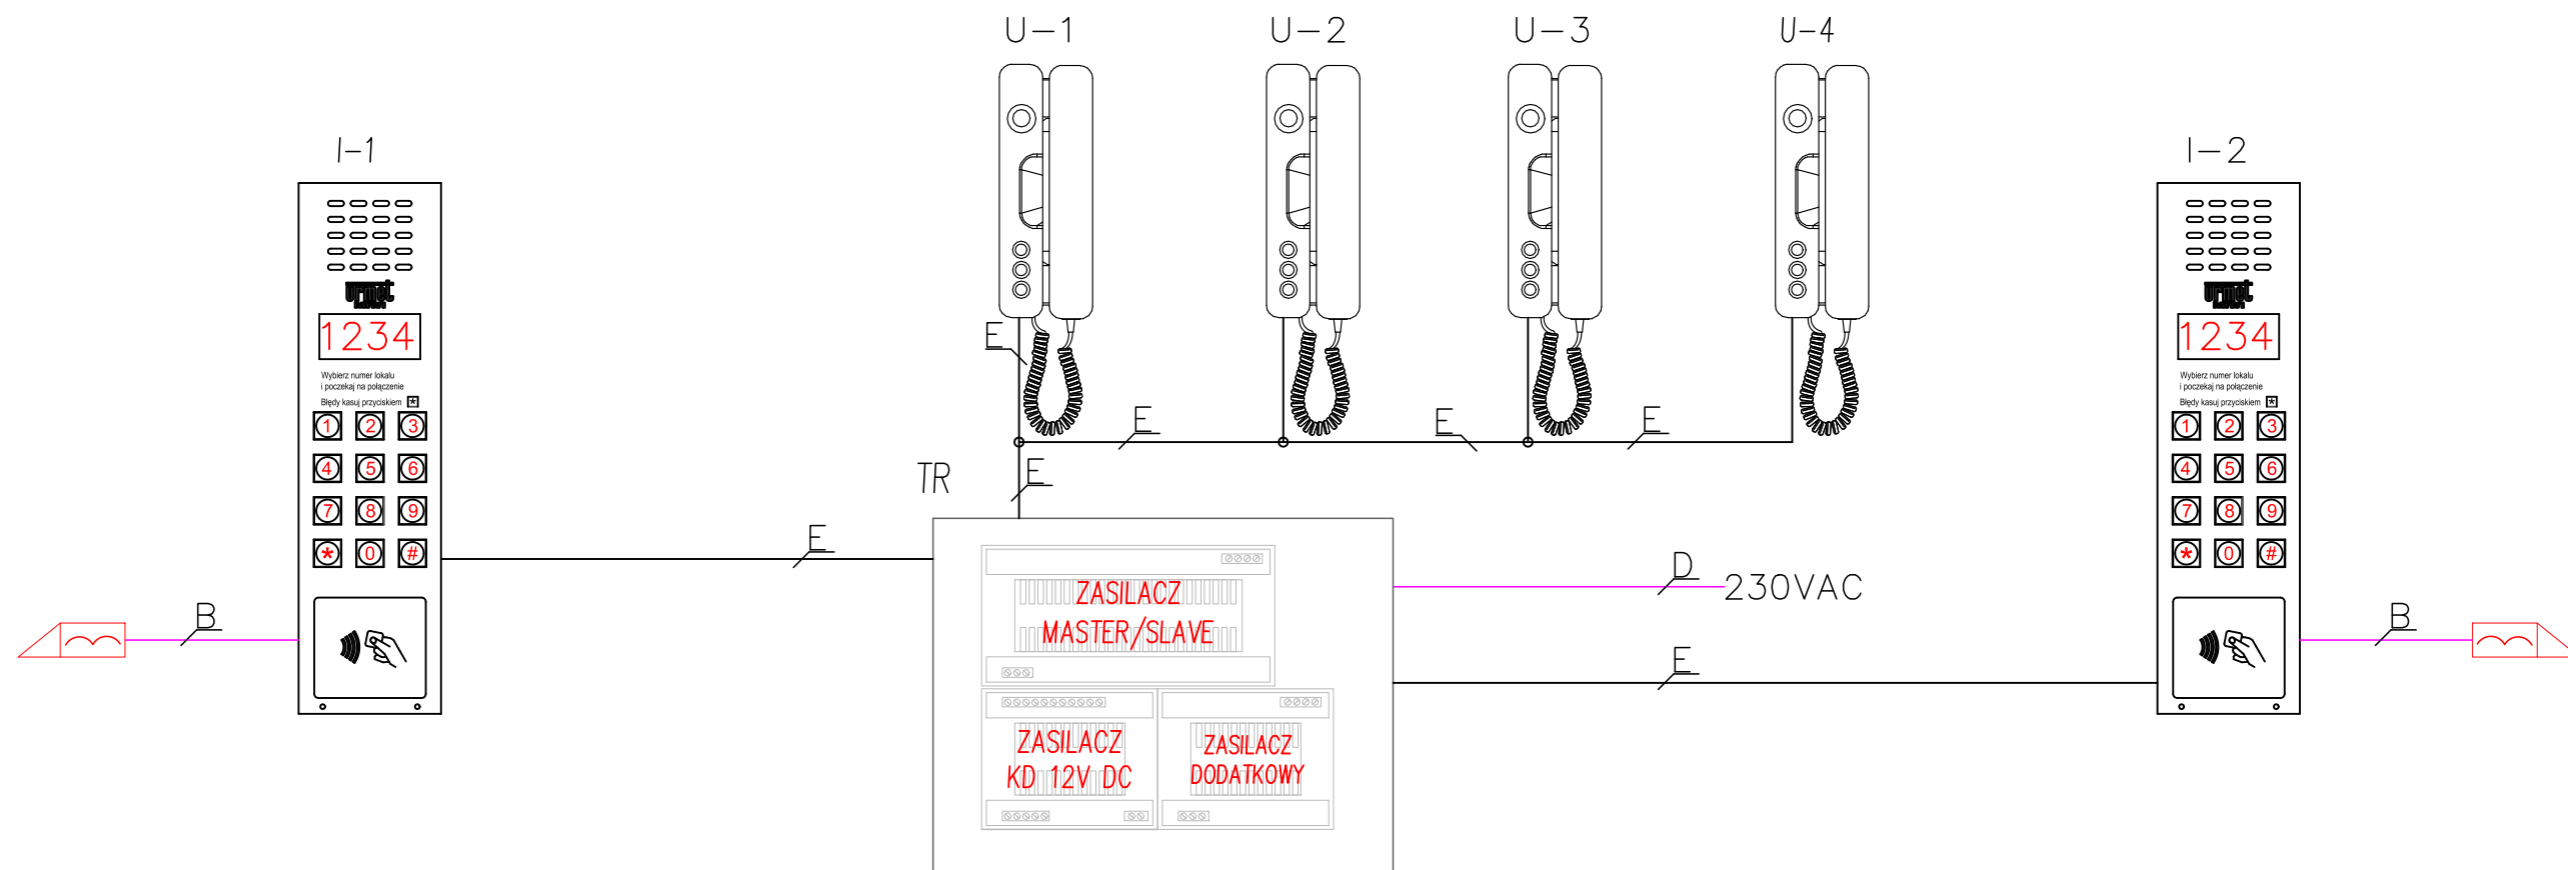 U-1
U-2
U-3
U-4
I-1
urmet
1234
Wybierz numer lokalu
i poczekaj na połączenie
Błędy kasuj przyciskiem *
1 2 3
4 5 6
7 8 9
* 0 #
B
E
E
E
E
E
TR
E
ZASILACZ
MASTER/SLAVE
ZASILACZ
KD 12V DC
ZASILACZ
DODATKOWY
D
230VAC
E
I-2
urmet
1234
Wybierz numer lokalu
i poczekaj na połączenie
Błędy kasuj przyciskiem *
1 2 3
4 5 6
7 8 9
* 0 #
B